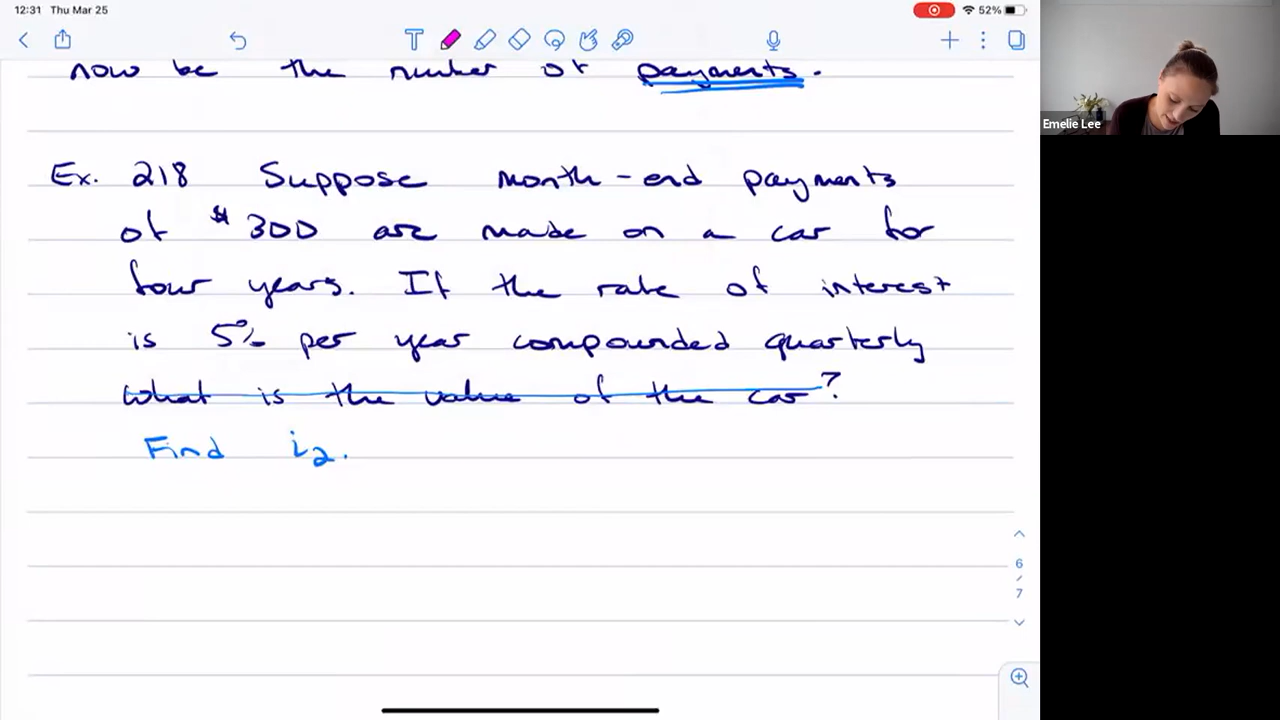 12:31 Thu Mar 25
52%
now be the number of payments.
Emelie Lee
Ex. 218 Suppose month-end payments
of $300 are made on a car for
four years. If the rate of interest
is 5% per year compounded quarterly
what is the value of the car?
Find i2.
6
/
7